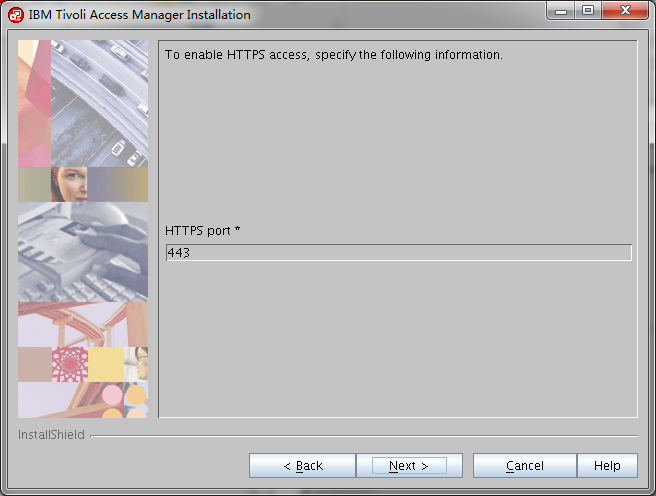 IBM Tivoli Access Manager Installation
To enable HTTPS access, specify the following information.
HTTPS port *
443
InstallShield
< Back
Next >
Cancel
Help